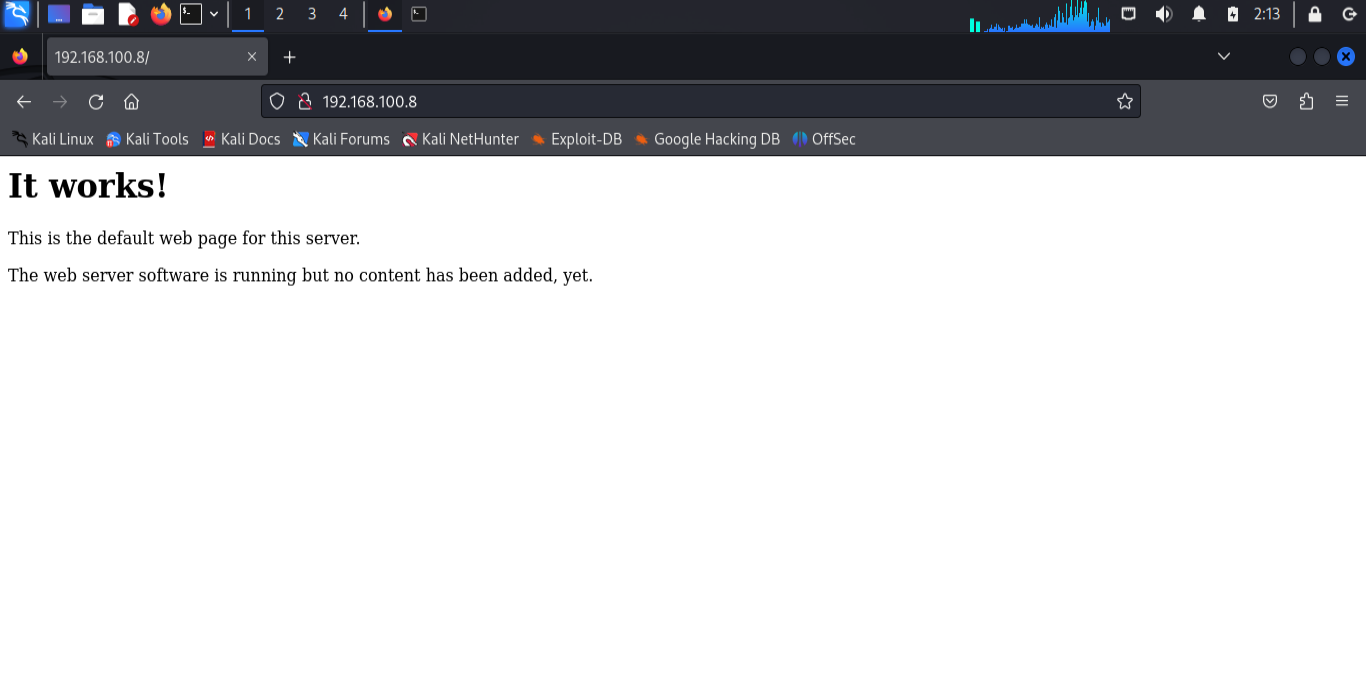 1 2 3 4 2:13
192.168.100.8/
192.168.100.8
Kali Linux Kali Tools Kali Docs Kali Forums Kali NetHunter Exploit-DB Google Hacking DB OffSec
It works!
This is the default web page for this server.
The web server software is running but no content has been added, yet.